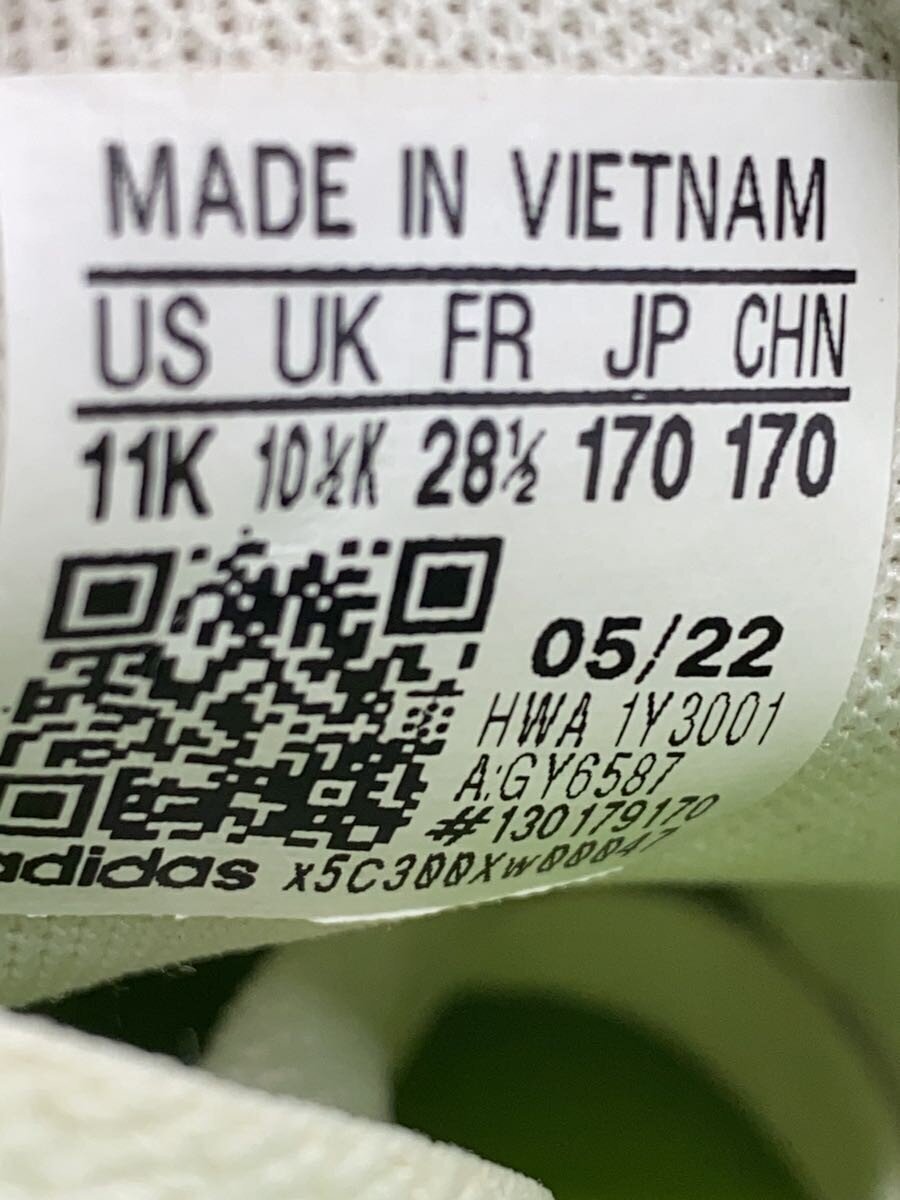 MADE IN VIETNAM
US UK FR JP CHN
11K 10½K 28½ 170 170
05/22
HWA 1Y3001
A:GY6587
#130179170
adidas x5C300Xw00047